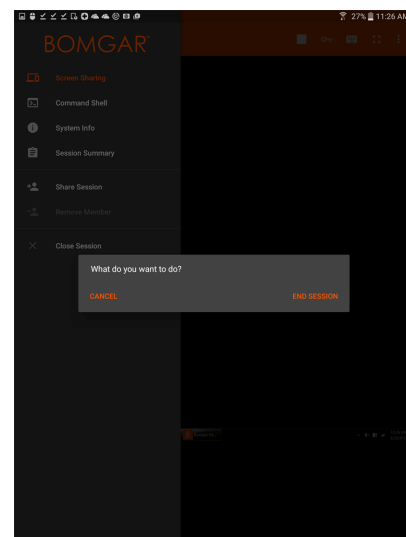 27% 11:26 AM
BOMGAR
Screen Sharing
Command Shell
System Info
Session Summary
Share Session
Remove Member
Close Session
What do you want to do?
CANCEL
END SESSION